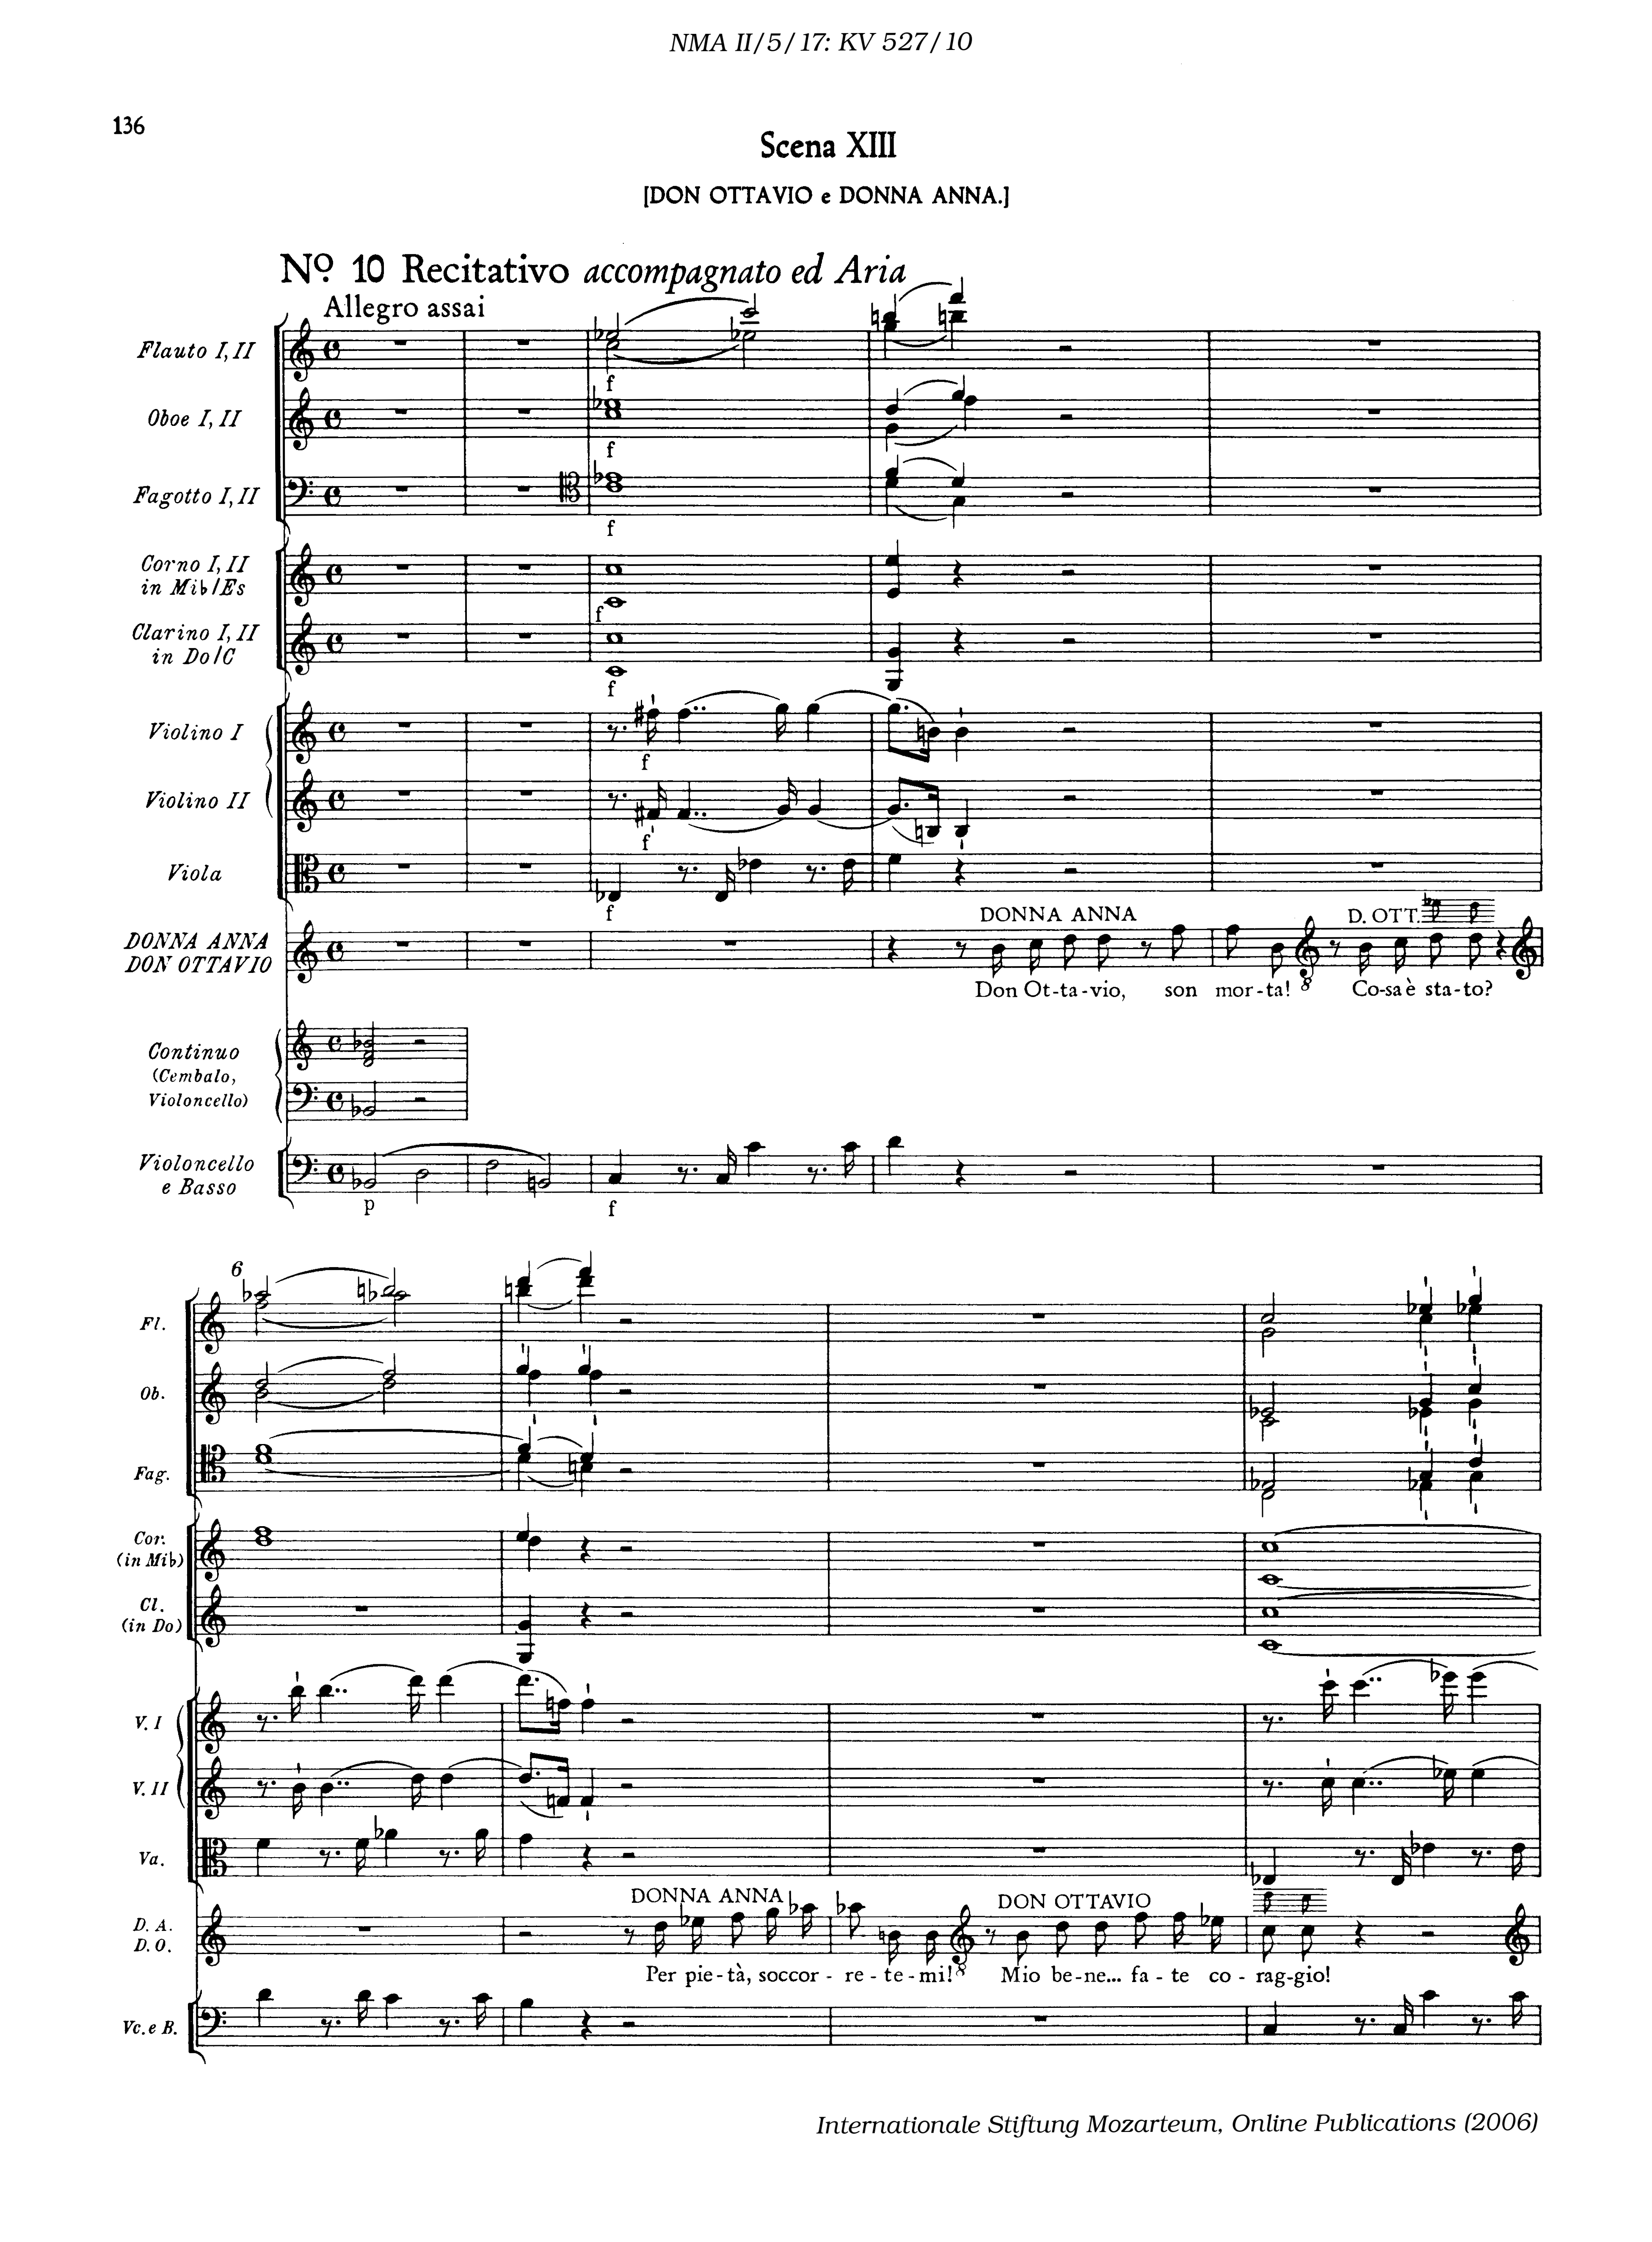 NMA II/5/17: KV 527/10
136
Scena XIII
[DON OTTAVIO e DONNA ANNA.]
Nº 10 Recitativo accompagnato ed Aria
Allegro assai
Flauto I, II
f
Oboe I, II
f
Fagotto I, II
f
Corno I, II
in Mi♭/Es
f
Clarino I, II
in Do/C
f
Violino I
f
Violino II
f
Viola
f
DONNA ANNA D. OTT.
DONNA ANNA
DON OTTAVIO
8
Don Ot-ta-vio, son mor-ta! Co-sa è sta-to?
Continuo
(Cembalo,
Violoncello)
Violoncello
e Basso
p f
6
Fl.
Ob.
Fag.
Cor.
(in Mi♭)
Cl.
(in Do)
V. I
V. II
Va.
DONNA ANNA DON OTTAVIO
D. A.
D. O.
8
Per pie-tà, soccor-re-te-mi! Mio be-ne... fa-te co-rag-gio!
Vc. e B.
Internationale Stiftung Mozarteum, Online Publications (2006)